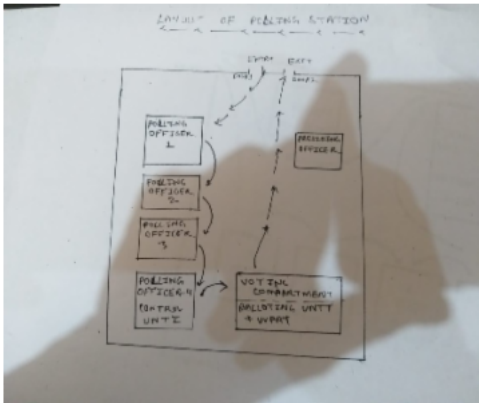 LAYOUT OF POLLING STATION
ENTRY EXIT
POLLING
OFFICER
1
PRESIDING
OFFICER
POLLING
OFFICER
2
POLLING
OFFICER
3
POLLING
OFFICER-4
CONTROL
UNIT
VOTING
COMPARTMENT
BALLOTING UNIT
+ VVPAT